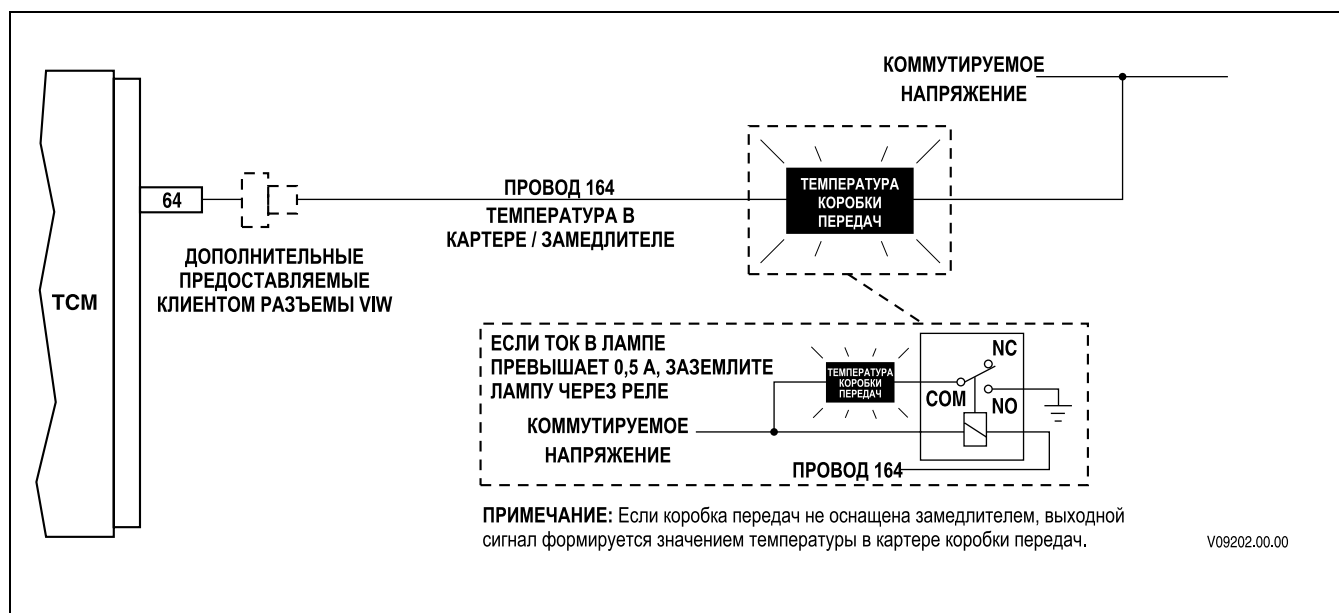 КОММУТИРУЕМОЕ
НАПРЯЖЕНИЕ
64
ПРОВОД 164
ТЕМПЕРАТУРА В
КАРТЕРЕ / ЗАМЕДЛИТЕЛЕ
ТЕМПЕРАТУРА
КОРОБКИ
ПЕРЕДАЧ
ДОПОЛНИТЕЛЬНЫЕ
ПРЕДОСТАВЛЯЕМЫЕ
КЛИЕНТОМ РАЗЪЕМЫ VIW
TCM
ЕСЛИ ТОК В ЛАМПЕ
ПРЕВЫШАЕТ 0,5 А, ЗАЗЕМЛИТЕ
ЛАМПУ ЧЕРЕЗ РЕЛЕ
ТЕМПЕРАТУРА
КОРОБКИ
ПЕРЕДАЧ
NC
COM
NO
КОММУТИРУЕМОЕ
НАПРЯЖЕНИЕ
ПРОВОД 164
ПРИМЕЧАНИЕ: Если коробка передач не оснащена замедлителем, выходной
сигнал формируется значением температуры в картере коробки передач.
V09202.00.00